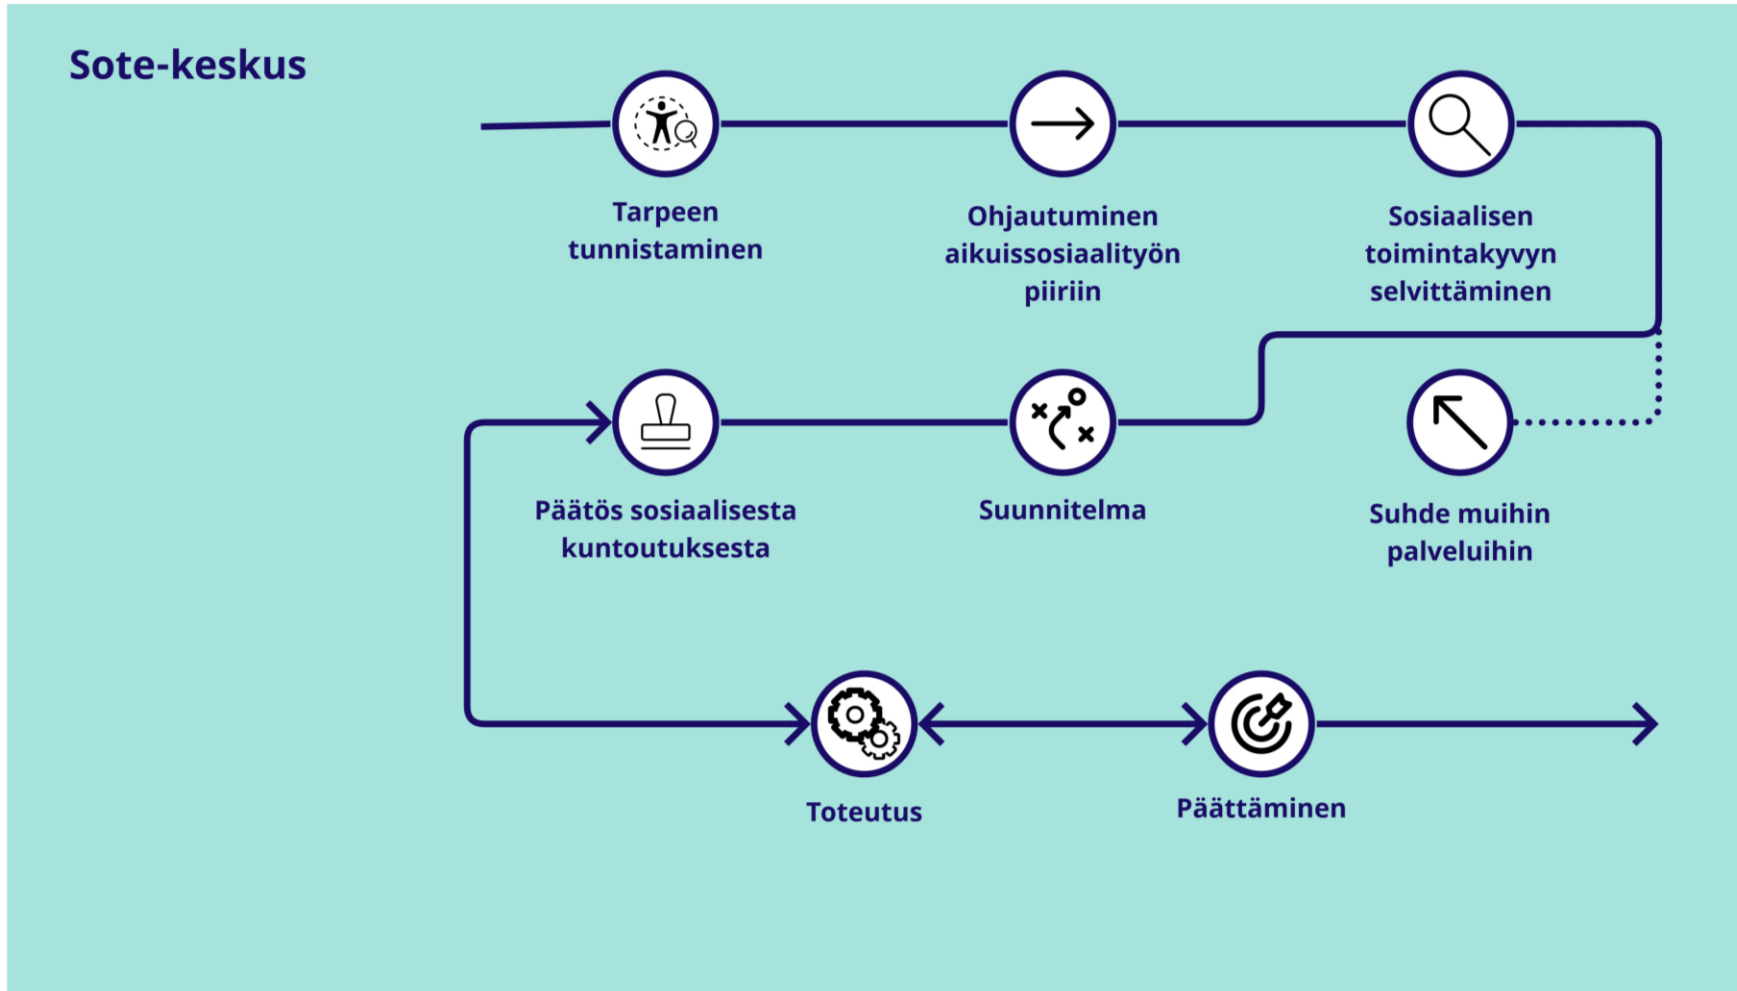 Sote-keskus
Tarpeen
tunnistaminen
Ohjautuminen
aikuissosiaalityön
piiriin
Sosiaalisen
toimintakyvyn
selvittäminen
Päätös sosiaalisesta
kuntoutuksesta
Suunnitelma
Suhde muihin
palveluihin
Toteutus
Päättäminen